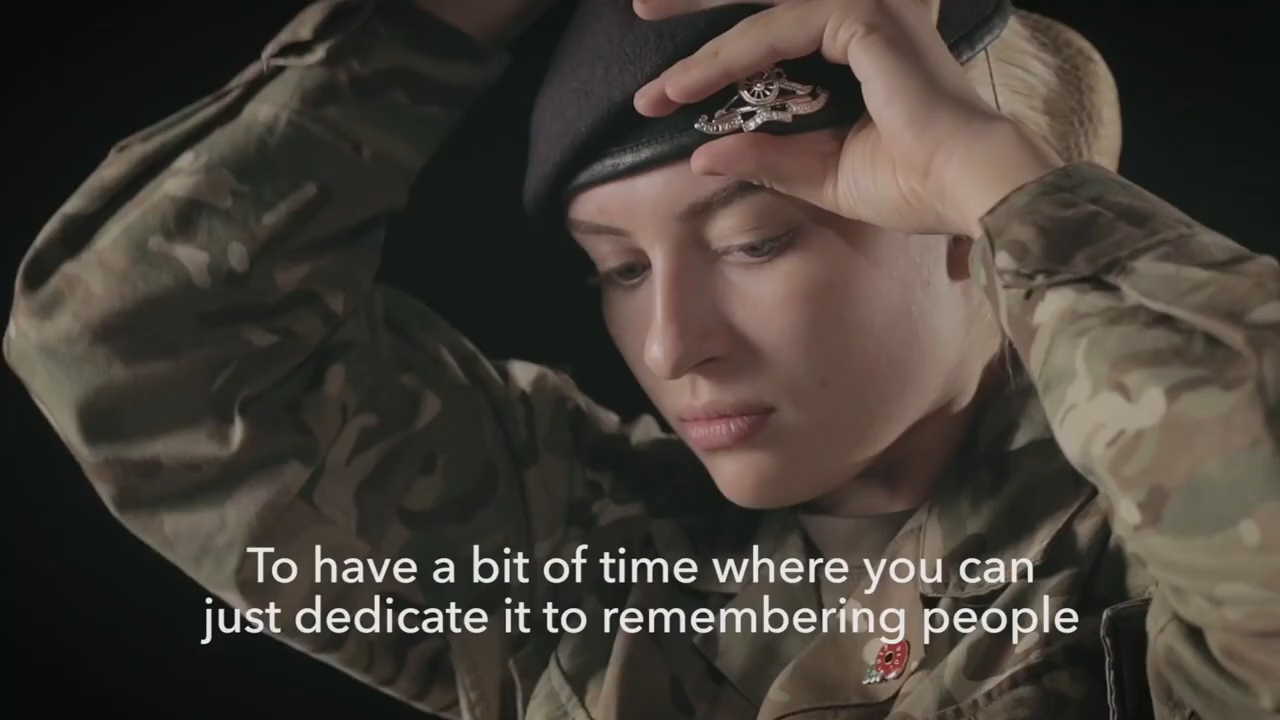 To have a bit of time where you can
just dedicate it to remembering people